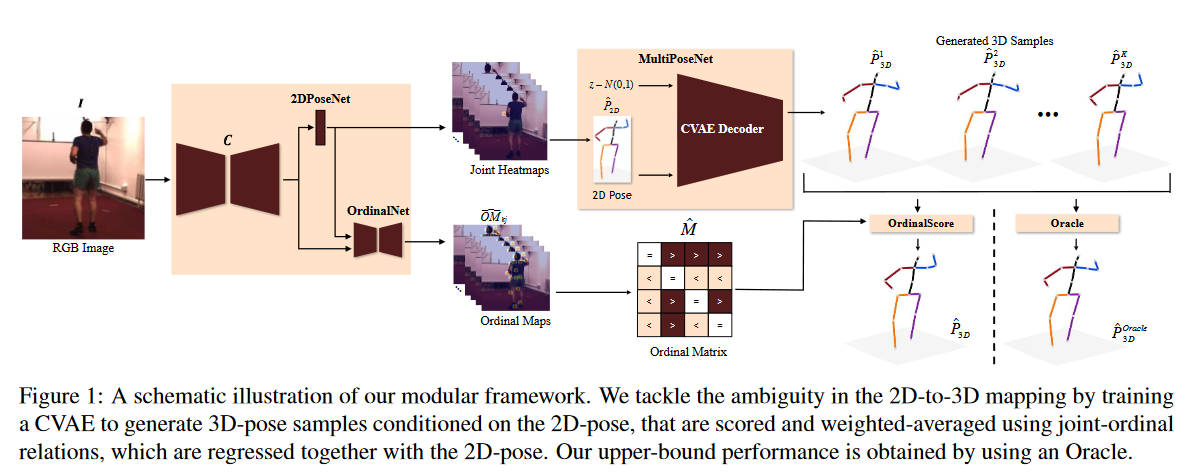 I
RGB Image
C
2DPoseNet
OrdinalNet
Joint Heatmaps
$\widehat{OM}_{ij}$
Ordinal Maps
MultiPoseNet
z ~ N(0,1)
$\hat{P}_{2D}$
2D Pose
CVAE Decoder
$\hat{M}$
= > > >
< = < <
< > = >
< > < =
Ordinal Matrix
Generated 3D Samples
$\hat{P}^{1}_{3D}$ $\hat{P}^{2}_{3D}$ ••• $\hat{P}^{K}_{3D}$
OrdinalScore
Oracle
$\hat{P}_{3D}$
$\hat{P}^{Oracle}_{3D}$
Figure 1: A schematic illustration of our modular framework. We tackle the ambiguity in the 2D-to-3D mapping by training
a CVAE to generate 3D-pose samples conditioned on the 2D-pose, that are scored and weighted-averaged using joint-ordinal
relations, which are regressed together with the 2D-pose. Our upper-bound performance is obtained by using an Oracle.